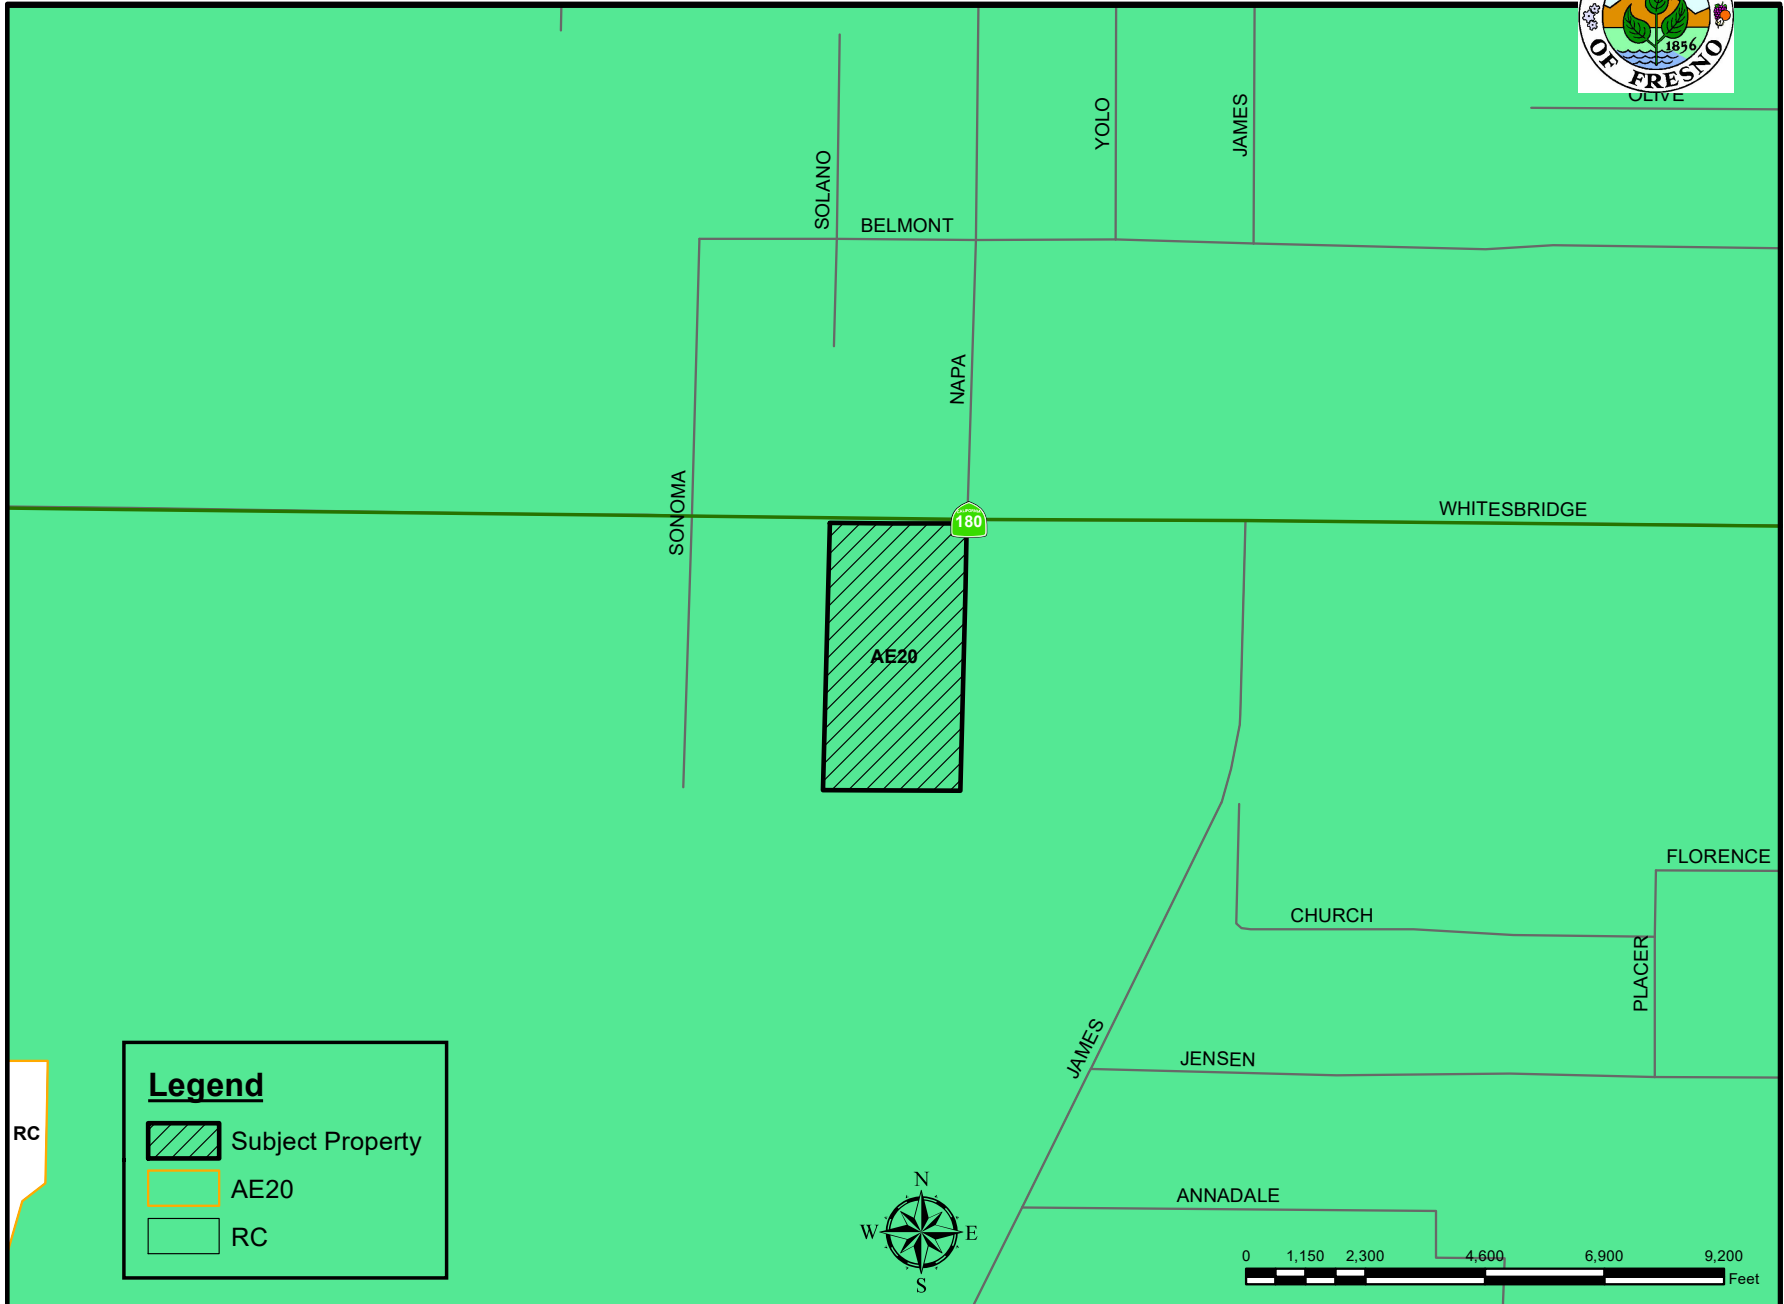 1856
OF FRESNO
OLIVE
YOLO
JAMES
SOLANO
BELMONT
NAPA
SONOMA
CALIFORNIA
180
WHITESBRIDGE
AE20
FLORENCE
CHURCH
PLACER
JAMES
JENSEN
RC
Legend
Subject Property
AE20
RC
N
W E
S
ANNADALE
0 1,150 2,300 4,600 6,900 9,200
Feet